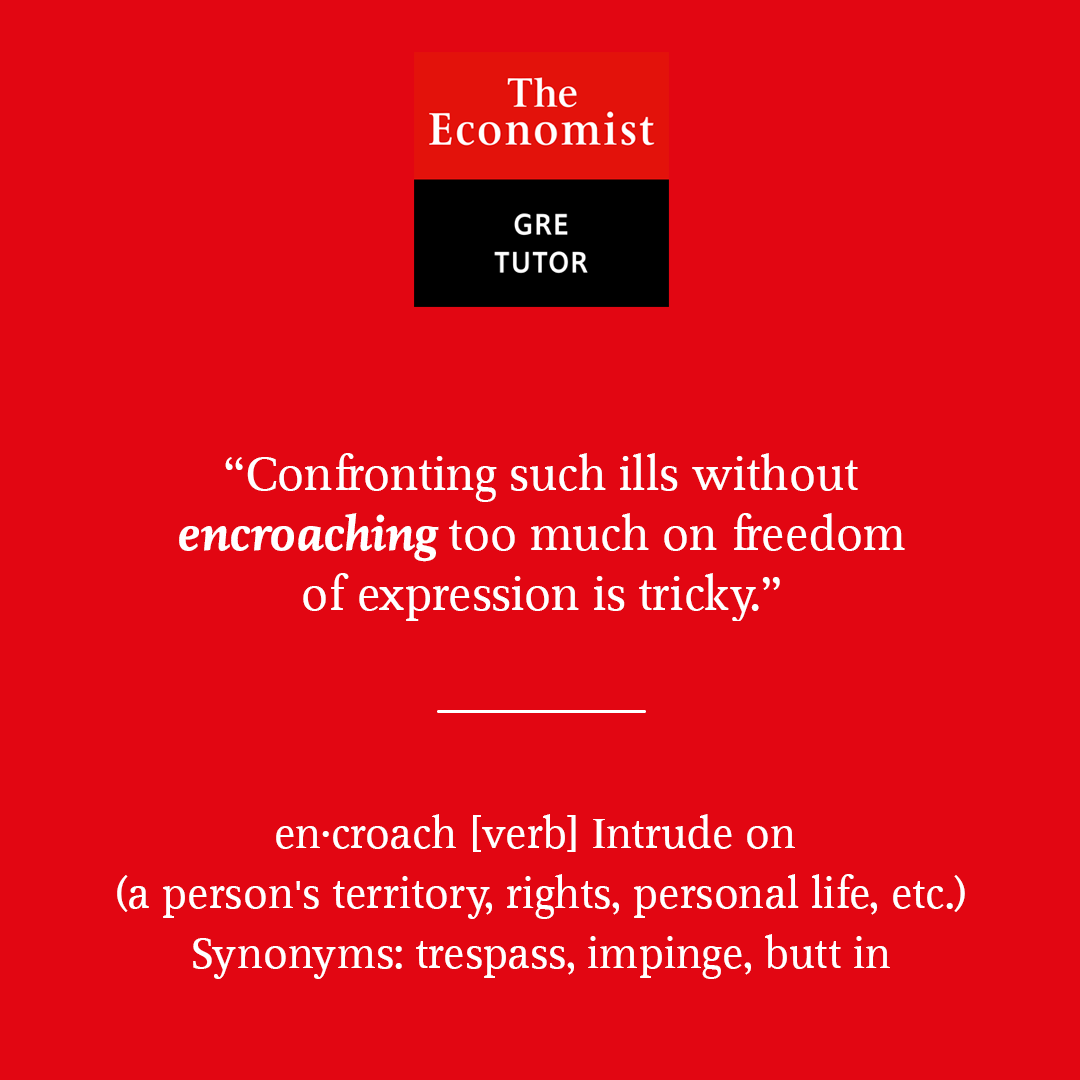 The
Economist
GRE
TUTOR
“Confronting such ills without
encroaching too much on freedom
of expression is tricky.”
en·croach [verb] Intrude on
(a person's territory, rights, personal life, etc.)
Synonyms: trespass, impinge, butt in